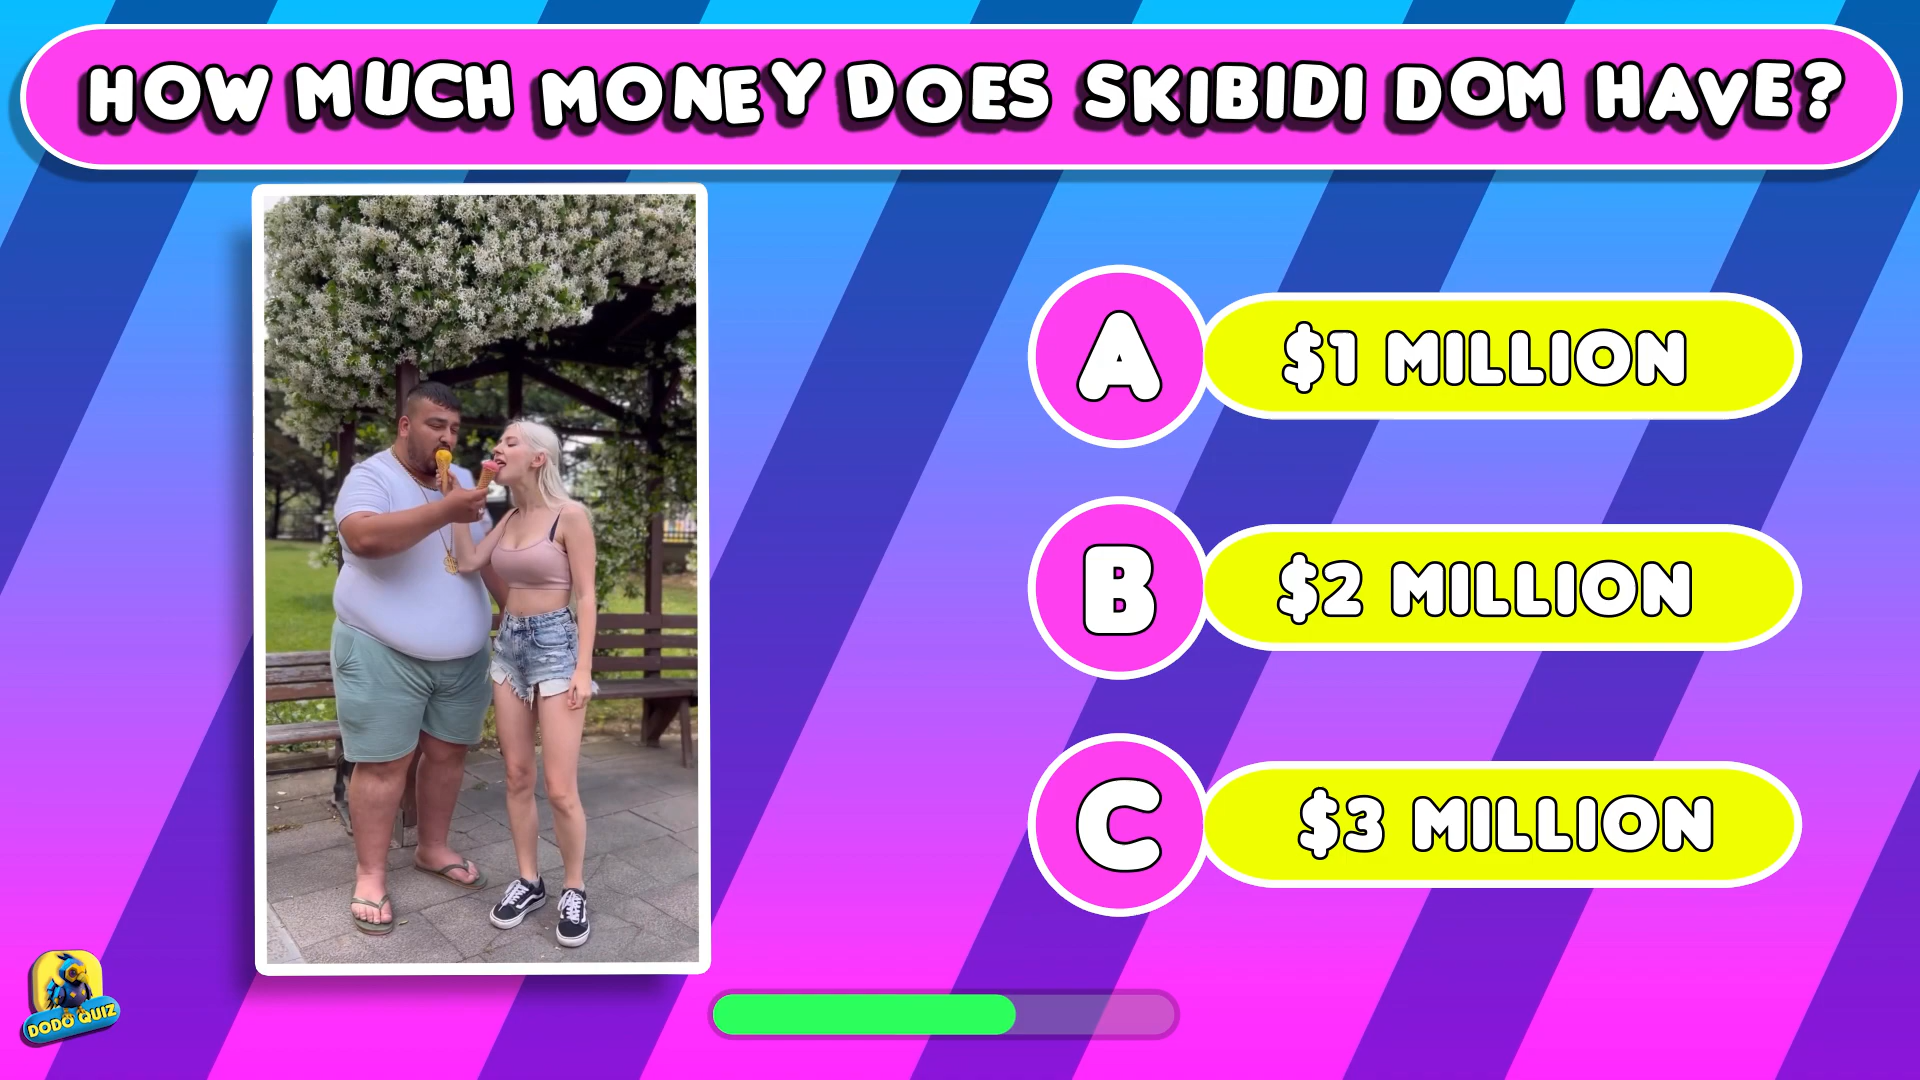 HOW MUCH MONEY DOES SKIBIDI DOM HAVE?
A $1 MILLION
B $2 MILLION
C $3 MILLION
DODO QUIZ